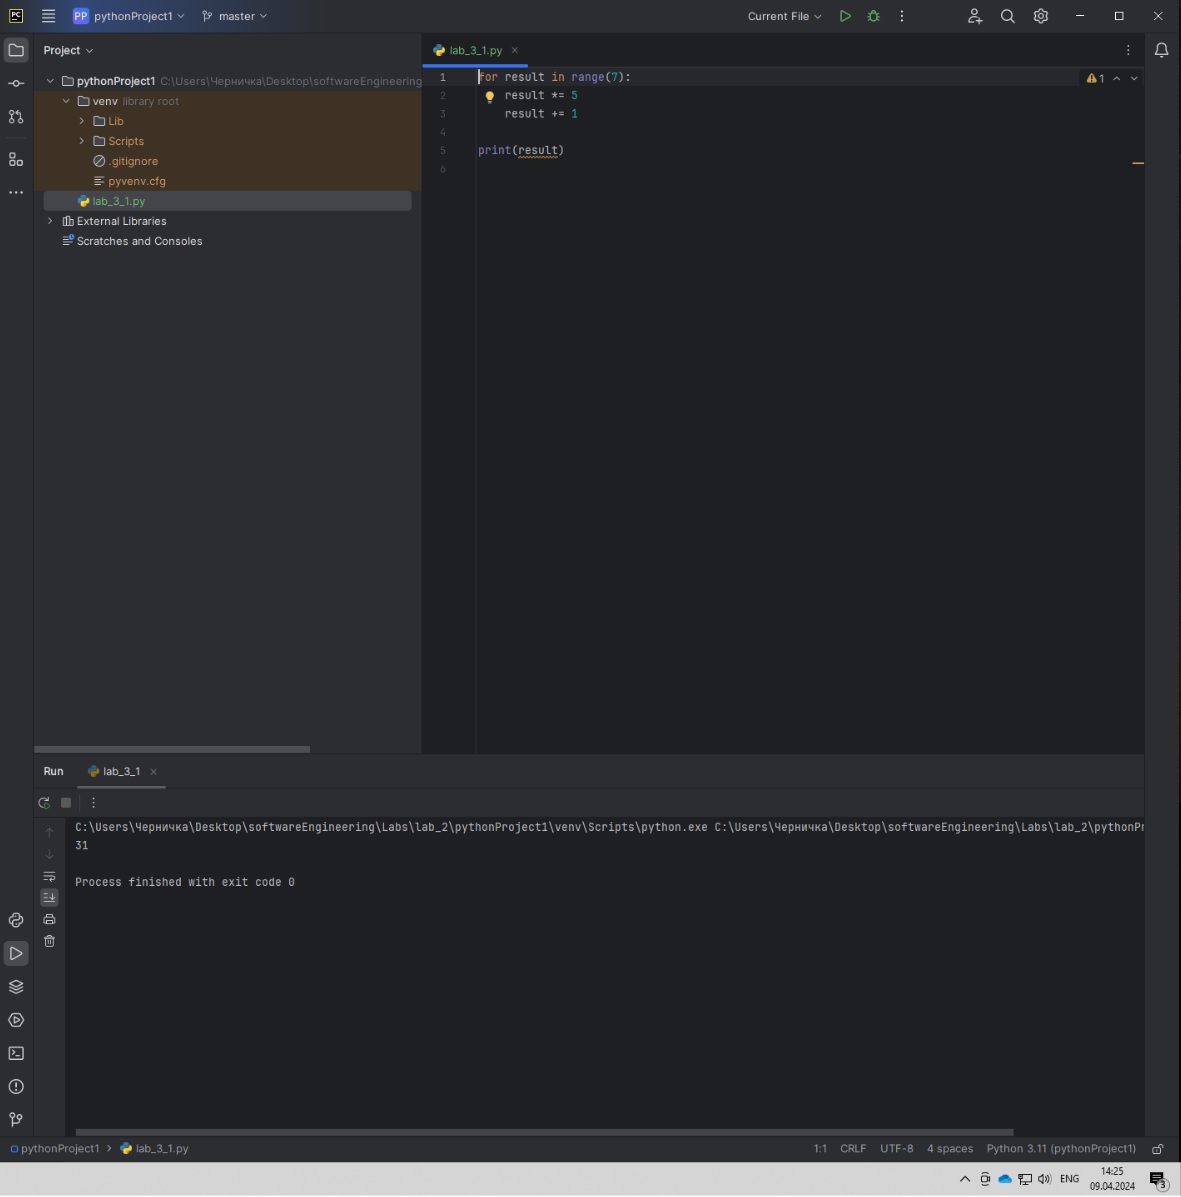 PC PP pythonProject1 master Current File
Project
lab_3_1.py
pythonProject1 C:\Users\Черничка\Desktop\softwareEngineering
venv library root
Lib
Scripts
.gitignore
pyvenv.cfg
lab_3_1.py
External Libraries
Scratches and Consoles
1 for result in range(7):
2 result *= 5
3 result += 1
4
5 print(result)
6
1
Run lab_3_1
C:\Users\Черничка\Desktop\softwareEngineering\Labs\lab_2\pythonProject1\venv\Scripts\python.exe C:\Users\Черничка\Desktop\softwareEngineering\Labs\lab_2\pythonPr
31
Process finished with exit code 0
pythonProject1 > lab_3_1.py 1:1 CRLF UTF-8 4 spaces Python 3.11 (pythonProject1)
ENG 14:25
09.04.2024 3